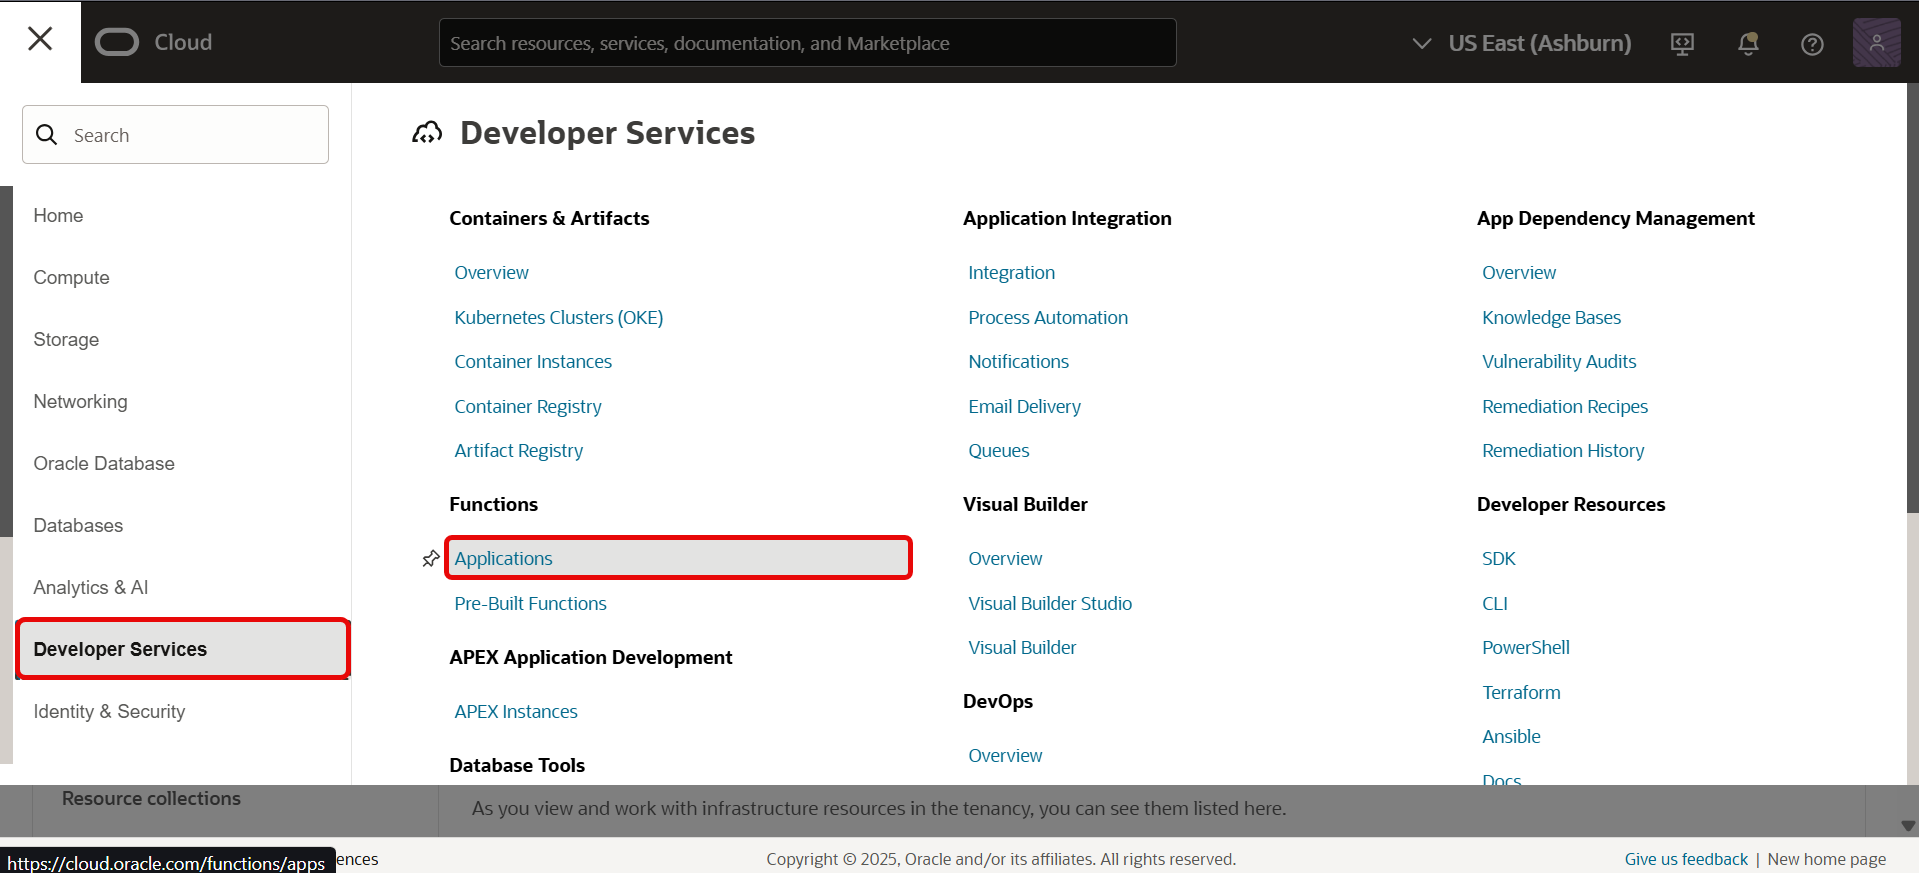 Cloud
Search resources, services, documentation, and Marketplace
US East (Ashburn)
Search
Home
Compute
Storage
Networking
Oracle Database
Databases
Analytics & AI
Developer Services
Identity & Security
Developer Services
Containers & Artifacts
Overview
Kubernetes Clusters (OKE)
Container Instances
Container Registry
Artifact Registry
Functions
Applications
Pre-Built Functions
APEX Application Development
APEX Instances
Database Tools
Application Integration
Integration
Process Automation
Notifications
Email Delivery
Queues
Visual Builder
Overview
Visual Builder Studio
Visual Builder
DevOps
Overview
App Dependency Management
Overview
Knowledge Bases
Vulnerability Audits
Remediation Recipes
Remediation History
Developer Resources
SDK
CLI
PowerShell
Terraform
Ansible
Docs
Resource collections
As you view and work with infrastructure resources in the tenancy, you can see them listed here.
https://cloud.oracle.com/functions/apps
ences
Copyright © 2025, Oracle and/or its affiliates. All rights reserved.
Give us feedback | New home page